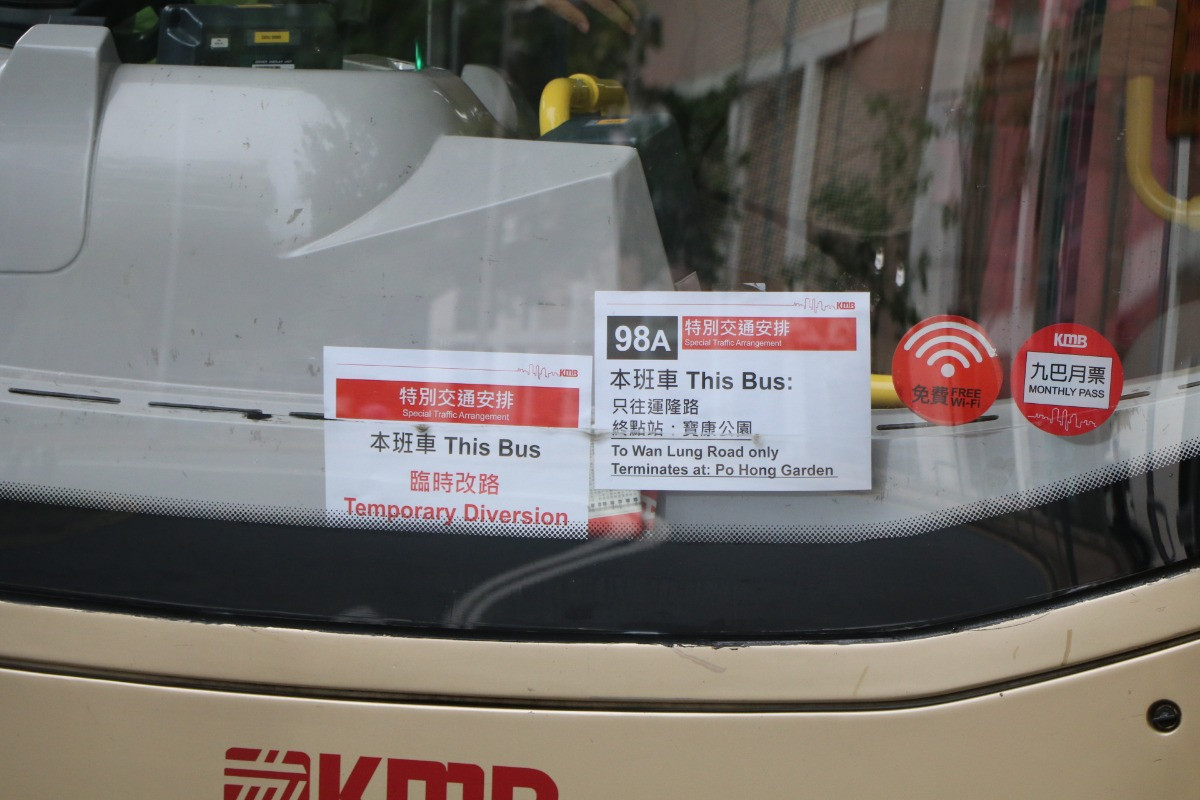 KMB
特別交通安排
Special Traffic Arrangement
本班車 This Bus
臨時改路
Temporary Diversion
KMB
98A
特別交通安排
Special Traffic Arrangement
本班車 This Bus:
只往運隆路
終點站：寶康公園
To Wan Lung Road only
Terminates at: Po Hong Garden
免費 FREE Wi-Fi
KMB
九巴月票
MONTHLY PASS
KMB